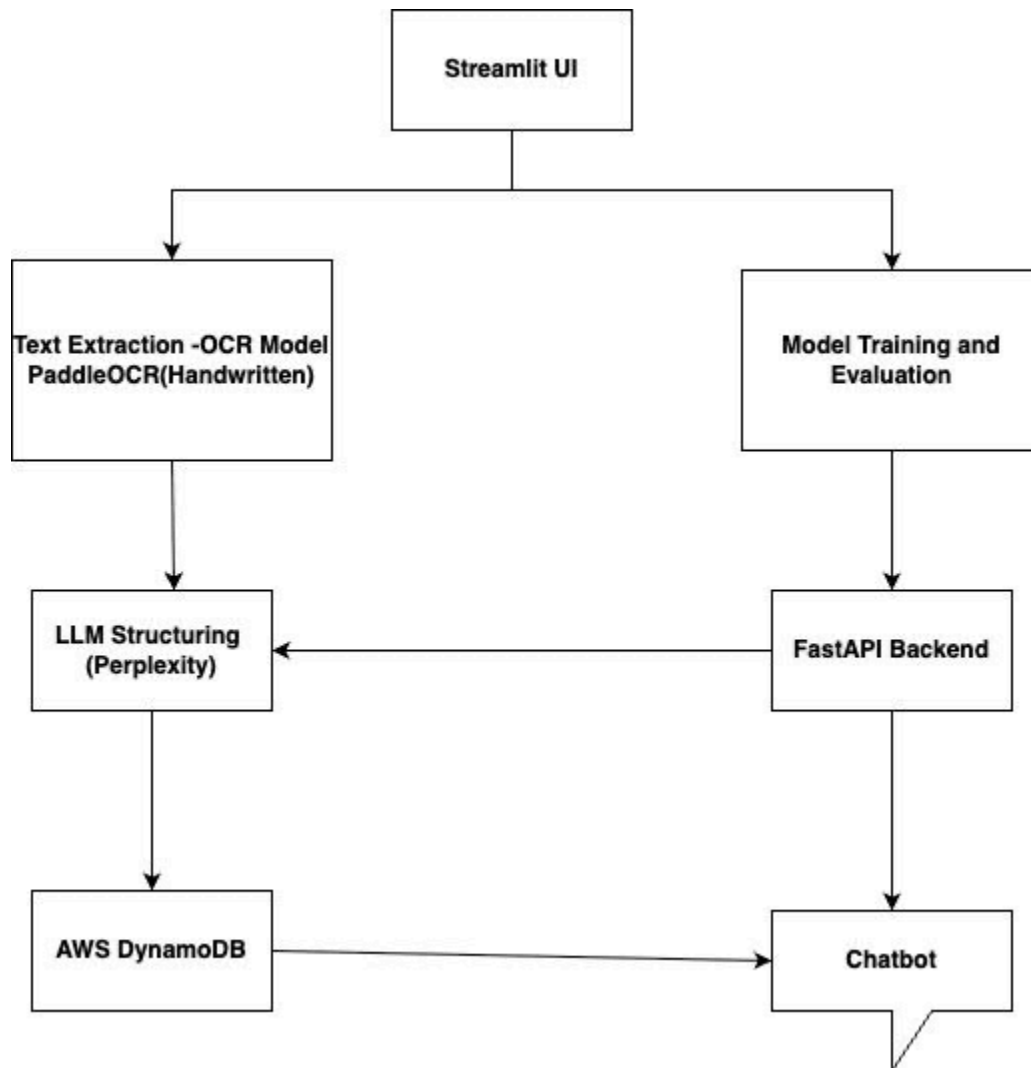 Streamlit UI
Text Extraction -OCR Model
PaddleOCR(Handwritten)
Model Training and
Evaluation
LLM Structuring
(Perplexity)
FastAPI Backend
AWS DynamoDB
Chatbot